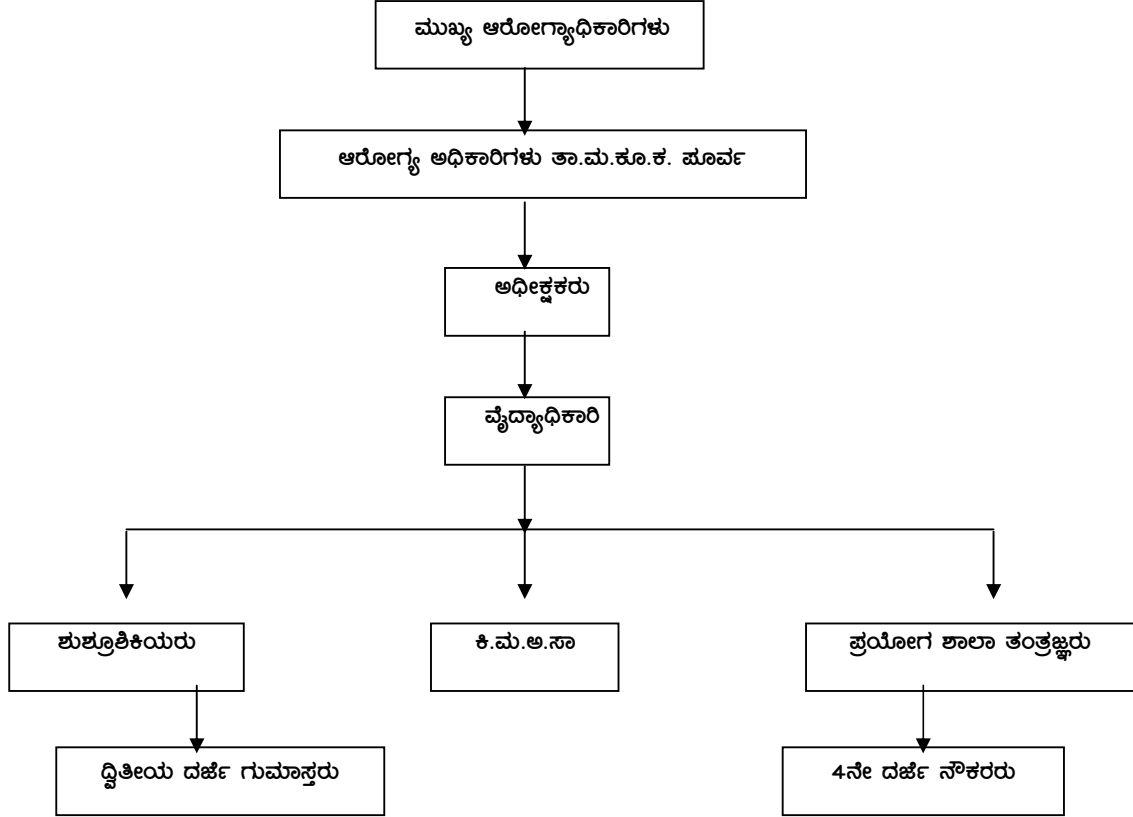 ಮುಖ್ಯ ಆರೋಗ್ಯಾಧಿಕಾರಿಗಳು
ಆರೋಗ್ಯ ಅಧಿಕಾರಿಗಳು ತಾ.ಮ.ಕೂ.ಕ. ಪೂರ್ವ
ಅಧೀಕ್ಷಕರು
ವೈದ್ಯಾಧಿಕಾರಿ
ಶುಶ್ರೂಶಿಕಿಯರು
ಕಿ.ಮ.ಅ.ಸಾ
ಪ್ರಯೋಗ ಶಾಲಾ ತಂತ್ರಜ್ಞರು
ದ್ವಿತೀಯ ದರ್ಜೆ ಗುಮಾಸ್ತರು
4ನೇ ದರ್ಜೆ ನೌಕರರು